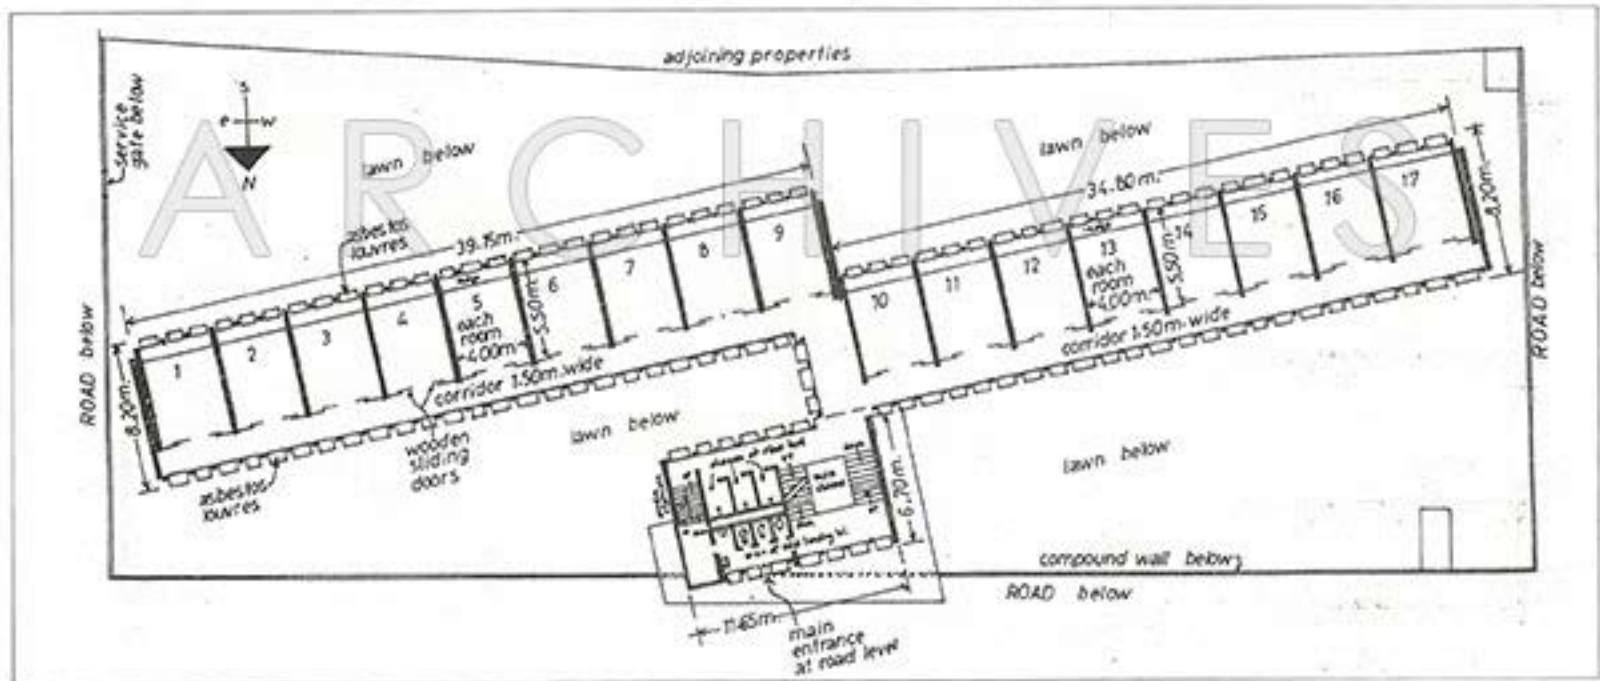 ARCHIVES
adjoining properties
service
gate below
s
e
w
N
lawn below
lawn below
asbestos
louvres
39.75m.
34.80m.
8.20m.
8.20m.
ROAD below
ROAD below
1
2
3
4
5
each
room
4.00m.
5.50m.
6
7
8
9
10
11
12
13
each
room
4.00m.
5.50m.
14
15
16
17
corridor 1.50m. wide
corridor 1.50m. wide
wooden
sliding
doors
asbestos
louvres
lawn below
lawn below
6.70m.
11.65m.
main
entrance
at road level
compound wall below
ROAD below